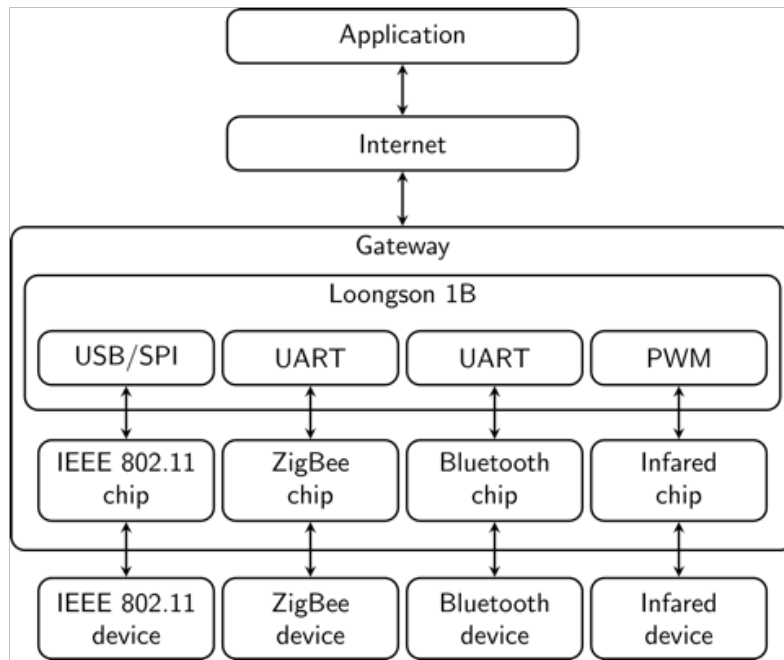 Application
Internet
Gateway
Loongson 1B
USB/SPI
UART
UART
PWM
IEEE 802.11
chip
ZigBee
chip
Bluetooth
chip
Infared
chip
IEEE 802.11
device
ZigBee
device
Bluetooth
device
Infared
device